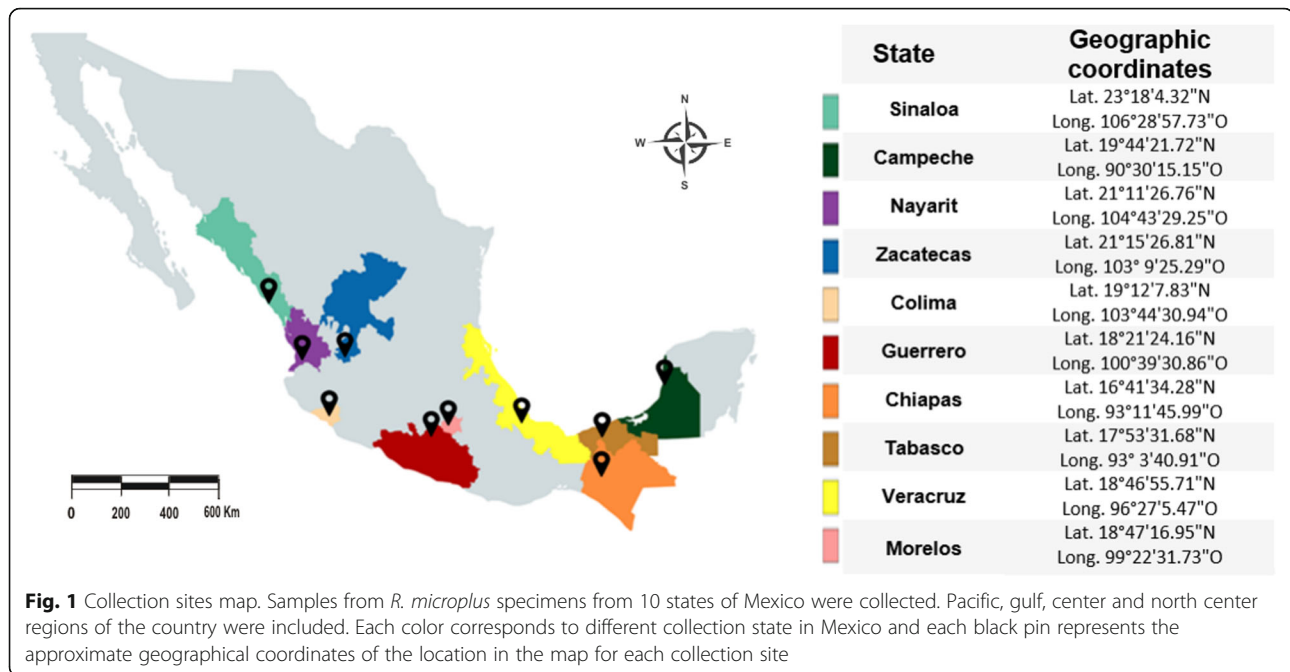 N
W
E
S
0 200 400 600 Km
State Geographic coordinates
Sinaloa
Lat. 23°18'4.32"N
Long. 106°28'57.73"O
Campeche
Lat. 19°44'21.72"N
Long. 90°30'15.15"O
Nayarit
Lat. 21°11'26.76"N
Long. 104°43'29.25"O
Zacatecas
Lat. 21°15'26.81"N
Long. 103° 9'25.29"O
Colima
Lat. 19°12'7.83"N
Long. 103°44'30.94"O
Guerrero
Lat. 18°21'24.16"N
Long. 100°39'30.86"O
Chiapas
Lat. 16°41'34.28"N
Long. 93°11'45.99"O
Tabasco
Lat. 17°53'31.68"N
Long. 93° 3'40.91"O
Veracruz
Lat. 18°46'55.71"N
Long. 96°27'5.47"O
Morelos
Lat. 18°47'16.95"N
Long. 99°22'31.73"O
Fig. 1 Collection sites map. Samples from R. microplus specimens from 10 states of Mexico were collected. Pacific, gulf, center and north center
regions of the country were included. Each color corresponds to different collection state in Mexico and each black pin represents the
approximate geographical coordinates of the location in the map for each collection site